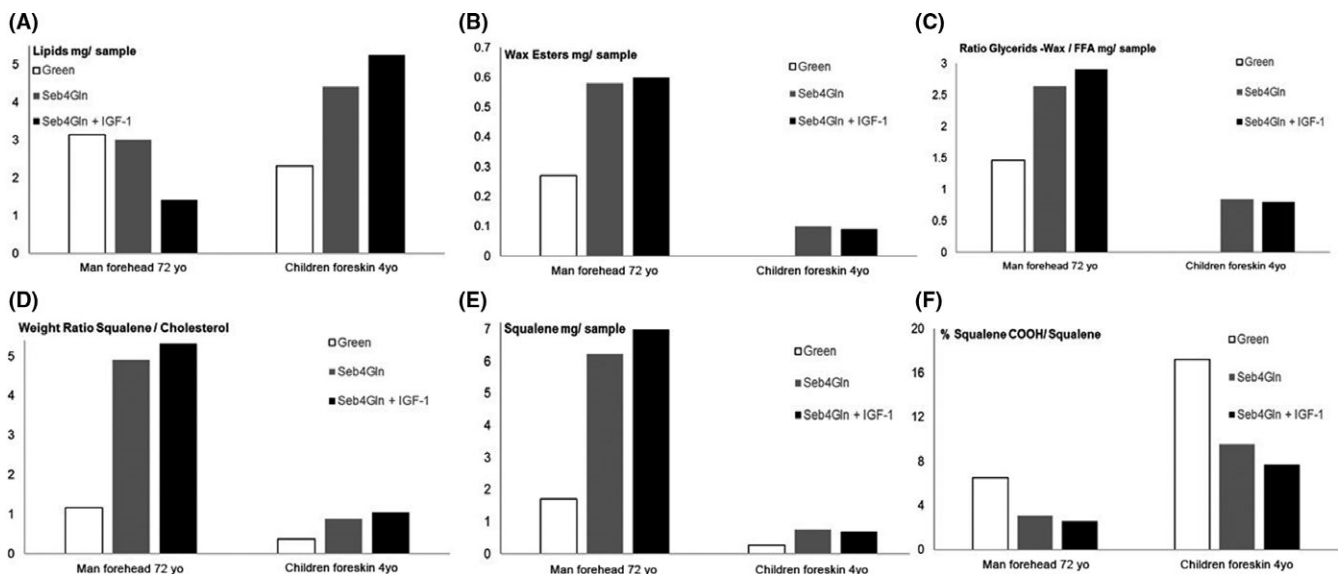 (A)
Lipids mg/ sample
5
4
3
2
1
0
Green
Seb4Gln
Seb4Gln + IGF-1
Man forehead 72 yo
Children foreskin 4yo
(B)
Wax Esters mg/ sample
0.7
0.6
0.5
0.4
0.3
0.2
0.1
0
Green
Seb4Gln
Seb4Gln + IGF-1
Man forehead 72 yo
Children foreskin 4yo
(C)
Ratio Glycerids -Wax / FFA mg/ sample
3
2.5
2
1.5
1
0.5
0
Green
Seb4Gln
Seb4Gln + IGF-1
Man forehead 72 yo
Children foreskin 4yo
(D)
Weight Ratio Squalene / Cholesterol
5
4
3
2
1
0
Green
Seb4Gln
Seb4Gln + IGF-1
Man forehead 72 yo
Children foreskin 4yo
(E)
Squalene mg/ sample
7
6
5
4
3
2
1
0
Green
Seb4Gln
Seb4Gln + IGF-1
Man forehead 72 yo
Children foreskin 4yo
(F)
% Squalene COOH/ Squalene
20
16
12
8
4
0
Green
Seb4Gln
Seb4Gln + IGF-1
Man forehead 72 yo
Children foreskin 4yo